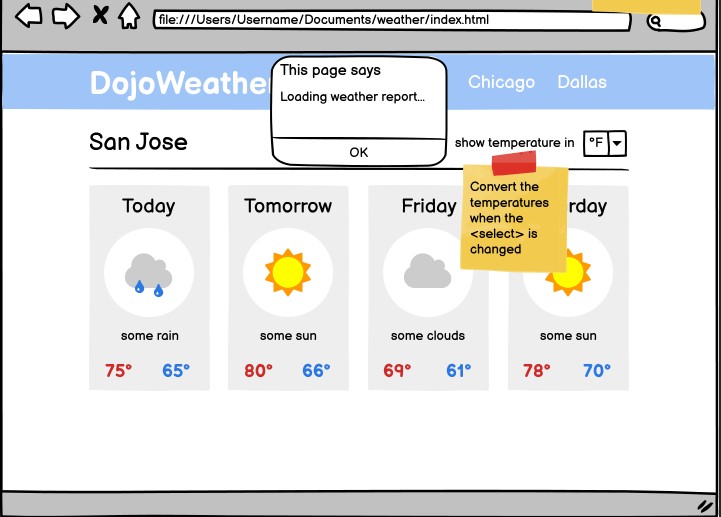 file:///Users/Username/Documents/weather/index.html
DojoWeathe
This page says
Loading weather report...
OK
Chicago
Dallas
San Jose
show temperature in
°F
Convert the
temperatures
when the
<select> is
changed
Today
Tomorrow
Friday
rday
some rain
some sun
some clouds
some sun
75° 65°
80° 66°
69° 61°
78° 70°